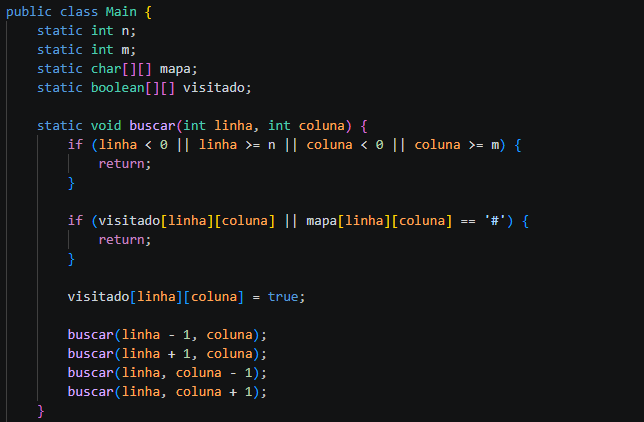 public class Main {
    static int n;
    static int m;
    static char[][] mapa;
    static boolean[][] visitado;

    static void buscar(int linha, int coluna) {
        if (linha < 0 || linha >= n || coluna < 0 || coluna >= m) {
            return;
        }

        if (visitado[linha][coluna] || mapa[linha][coluna] == '#') {
            return;
        }

        visitado[linha][coluna] = true;

        buscar(linha - 1, coluna);
        buscar(linha + 1, coluna);
        buscar(linha, coluna - 1);
        buscar(linha, coluna + 1);
    }